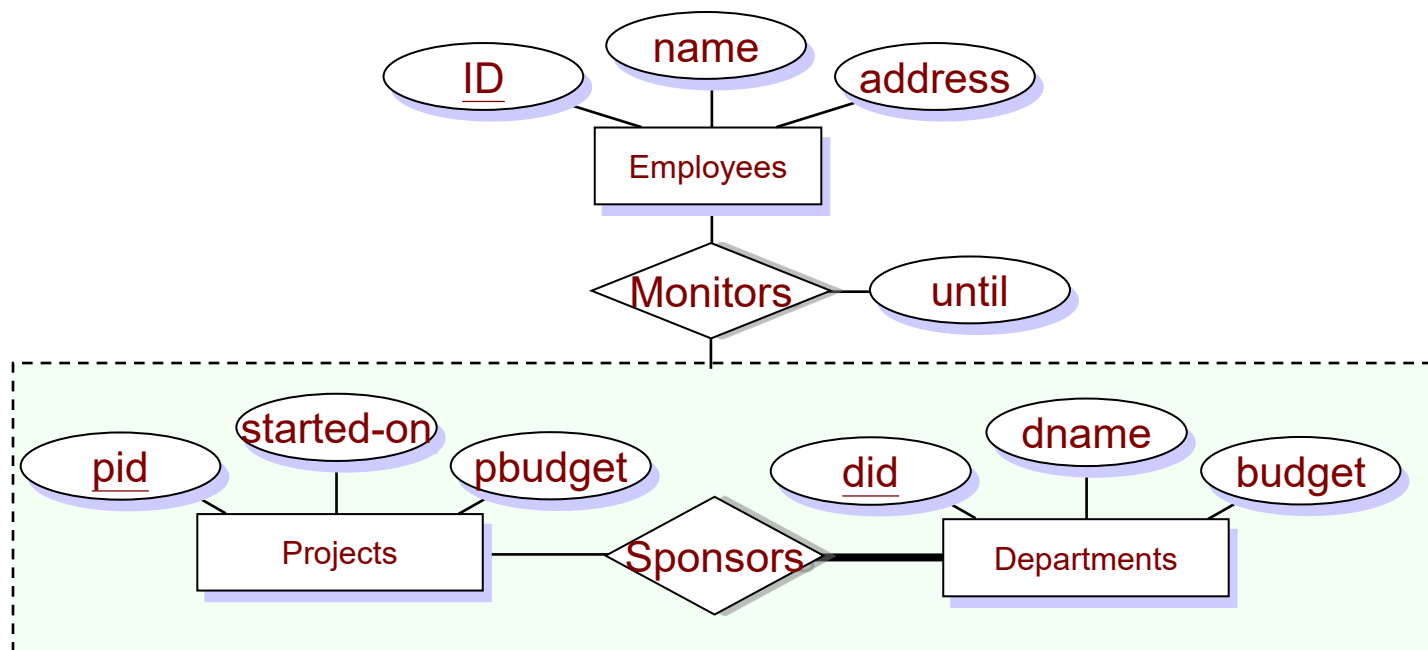 name
ID
address
Employees
Monitors
until
started-on
dname
pid
pbudget
did
budget
Projects
Sponsors
Departments